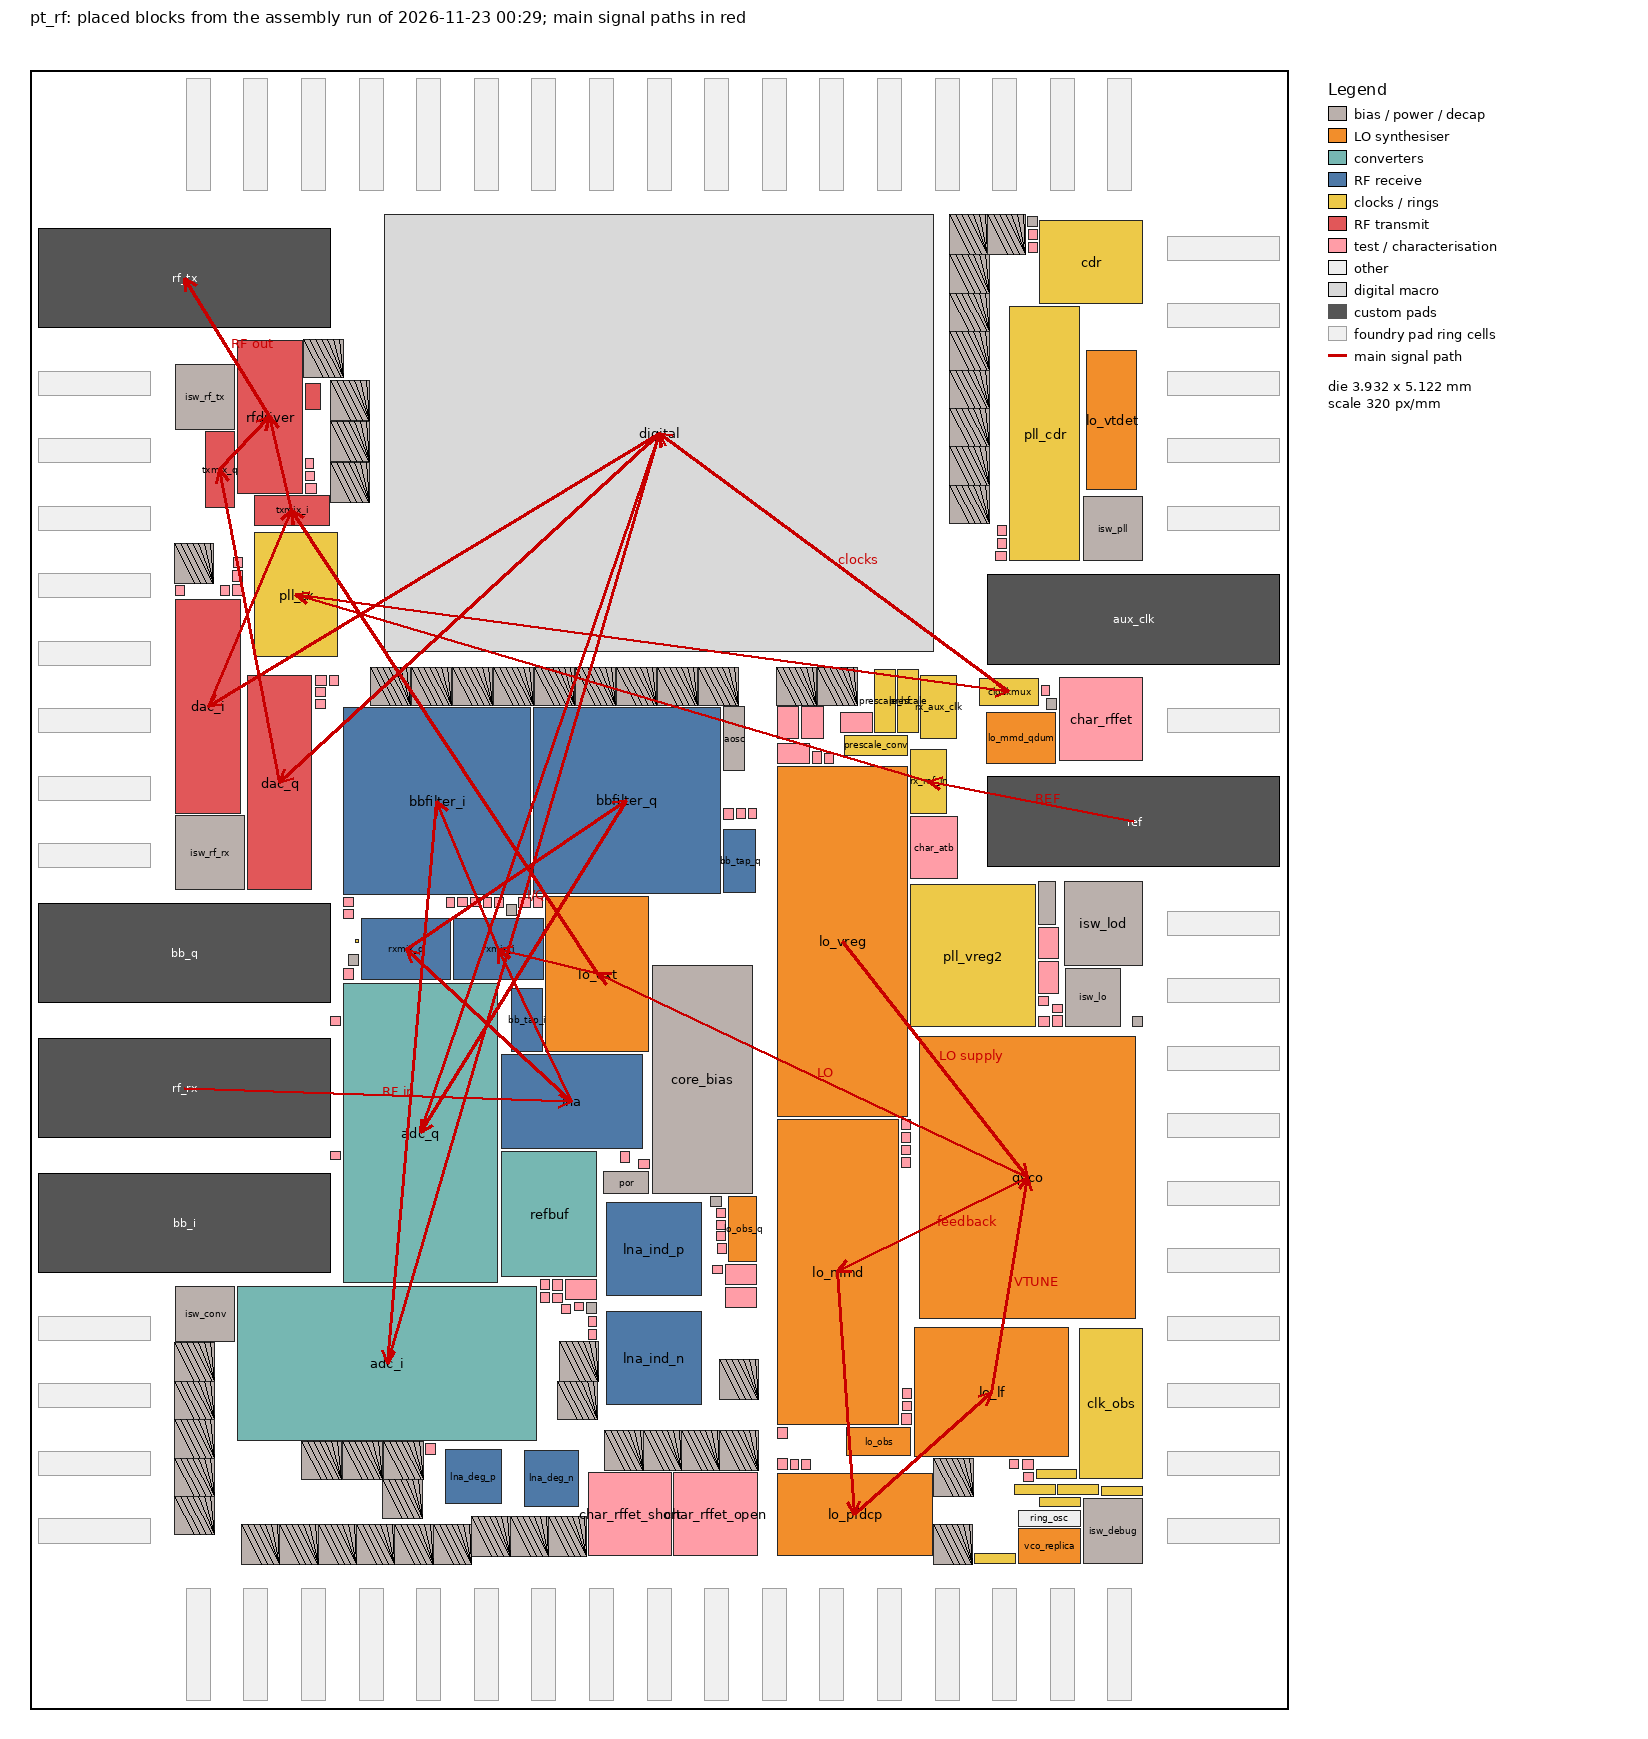 pt_rf: placed blocks from the assembly run of 2026-11-23 00:29; main signal paths in red
Legend
bias / power / decap
LO synthesiser
converters
RF receive
clocks / rings
RF transmit
test / characterisation
other
digital macro
custom pads
foundry pad ring cells
main signal path
die 3.932 x 5.122 mm
scale 320 px/mm
cdr
rf_tx
RF out
isw_rf_tx
rfdriver
lo_vtdet
pll_cdr
digital
txmix_q
txmix_i
isw_pll
clocks
aux_clk
dac_i
prescale
rx_aux_clk
clk_mux
char_rffet
aosc
prescale_conv
lo_mmd_qdum
dac_q
bbfilter_i
bbfilter_q
REF
ref
isw_rf_rx
bb_tap_q
char_atb
isw_lod
bb_q
lo_vreg
pll_vreg2
isw_lo
bb_tap_i
LO supply
LO
core_bias
rf_rx
RF in
lna
adc_q
por
refbuf
qvco
bb_i
feedback
lo_obs_q
lna_ind_p
lo_mmd
VTUNE
isw_conv
adc_i
lna_ind_n
lo_lf
clk_obs
lo_obs
lna_deg_p
lna_deg_n
char_rffet_short
char_rffet_open
lo_pfdcp
ring_osc
isw_debug
vco_replica